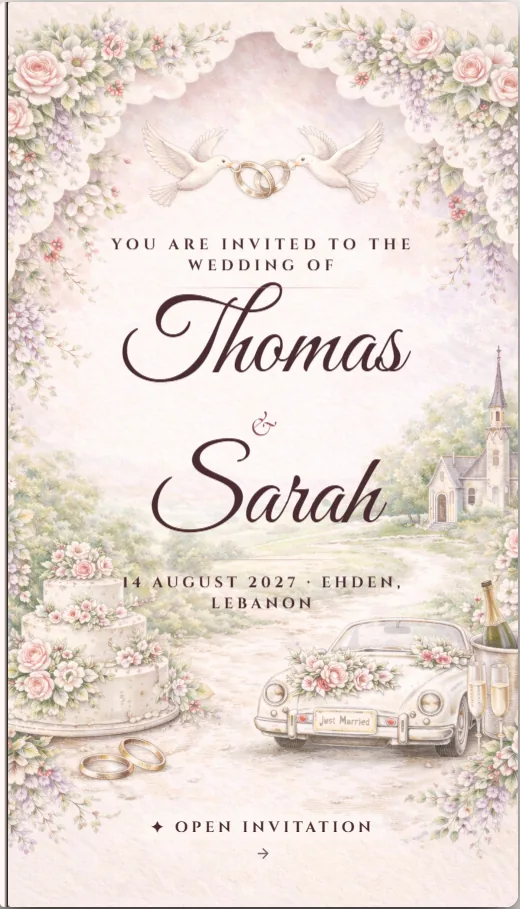 YOU ARE INVITED TO THE
WEDDING OF
Thomas
&
Sarah
14 AUGUST 2027 · EHDEN,
LEBANON
Just Married
✦ OPEN INVITATION
→